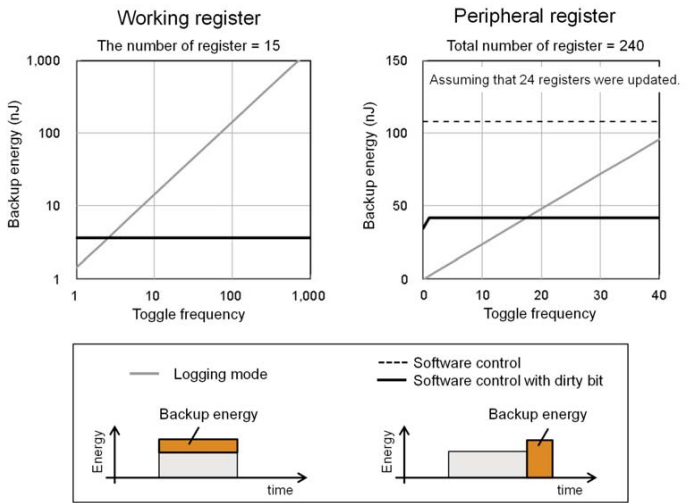 Working register
The number of register = 15
1,000
100
10
1
Backup energy (nJ)
1
10
100
1,000
Toggle frequency
Peripheral register
Total number of register = 240
Assuming that 24 registers were updated.
150
100
50
0
Backup energy (nJ)
0
10
20
30
40
Toggle frequency
Logging mode
Software control
Software control with dirty bit
Backup energy
Energy
time
Backup energy
Energy
time